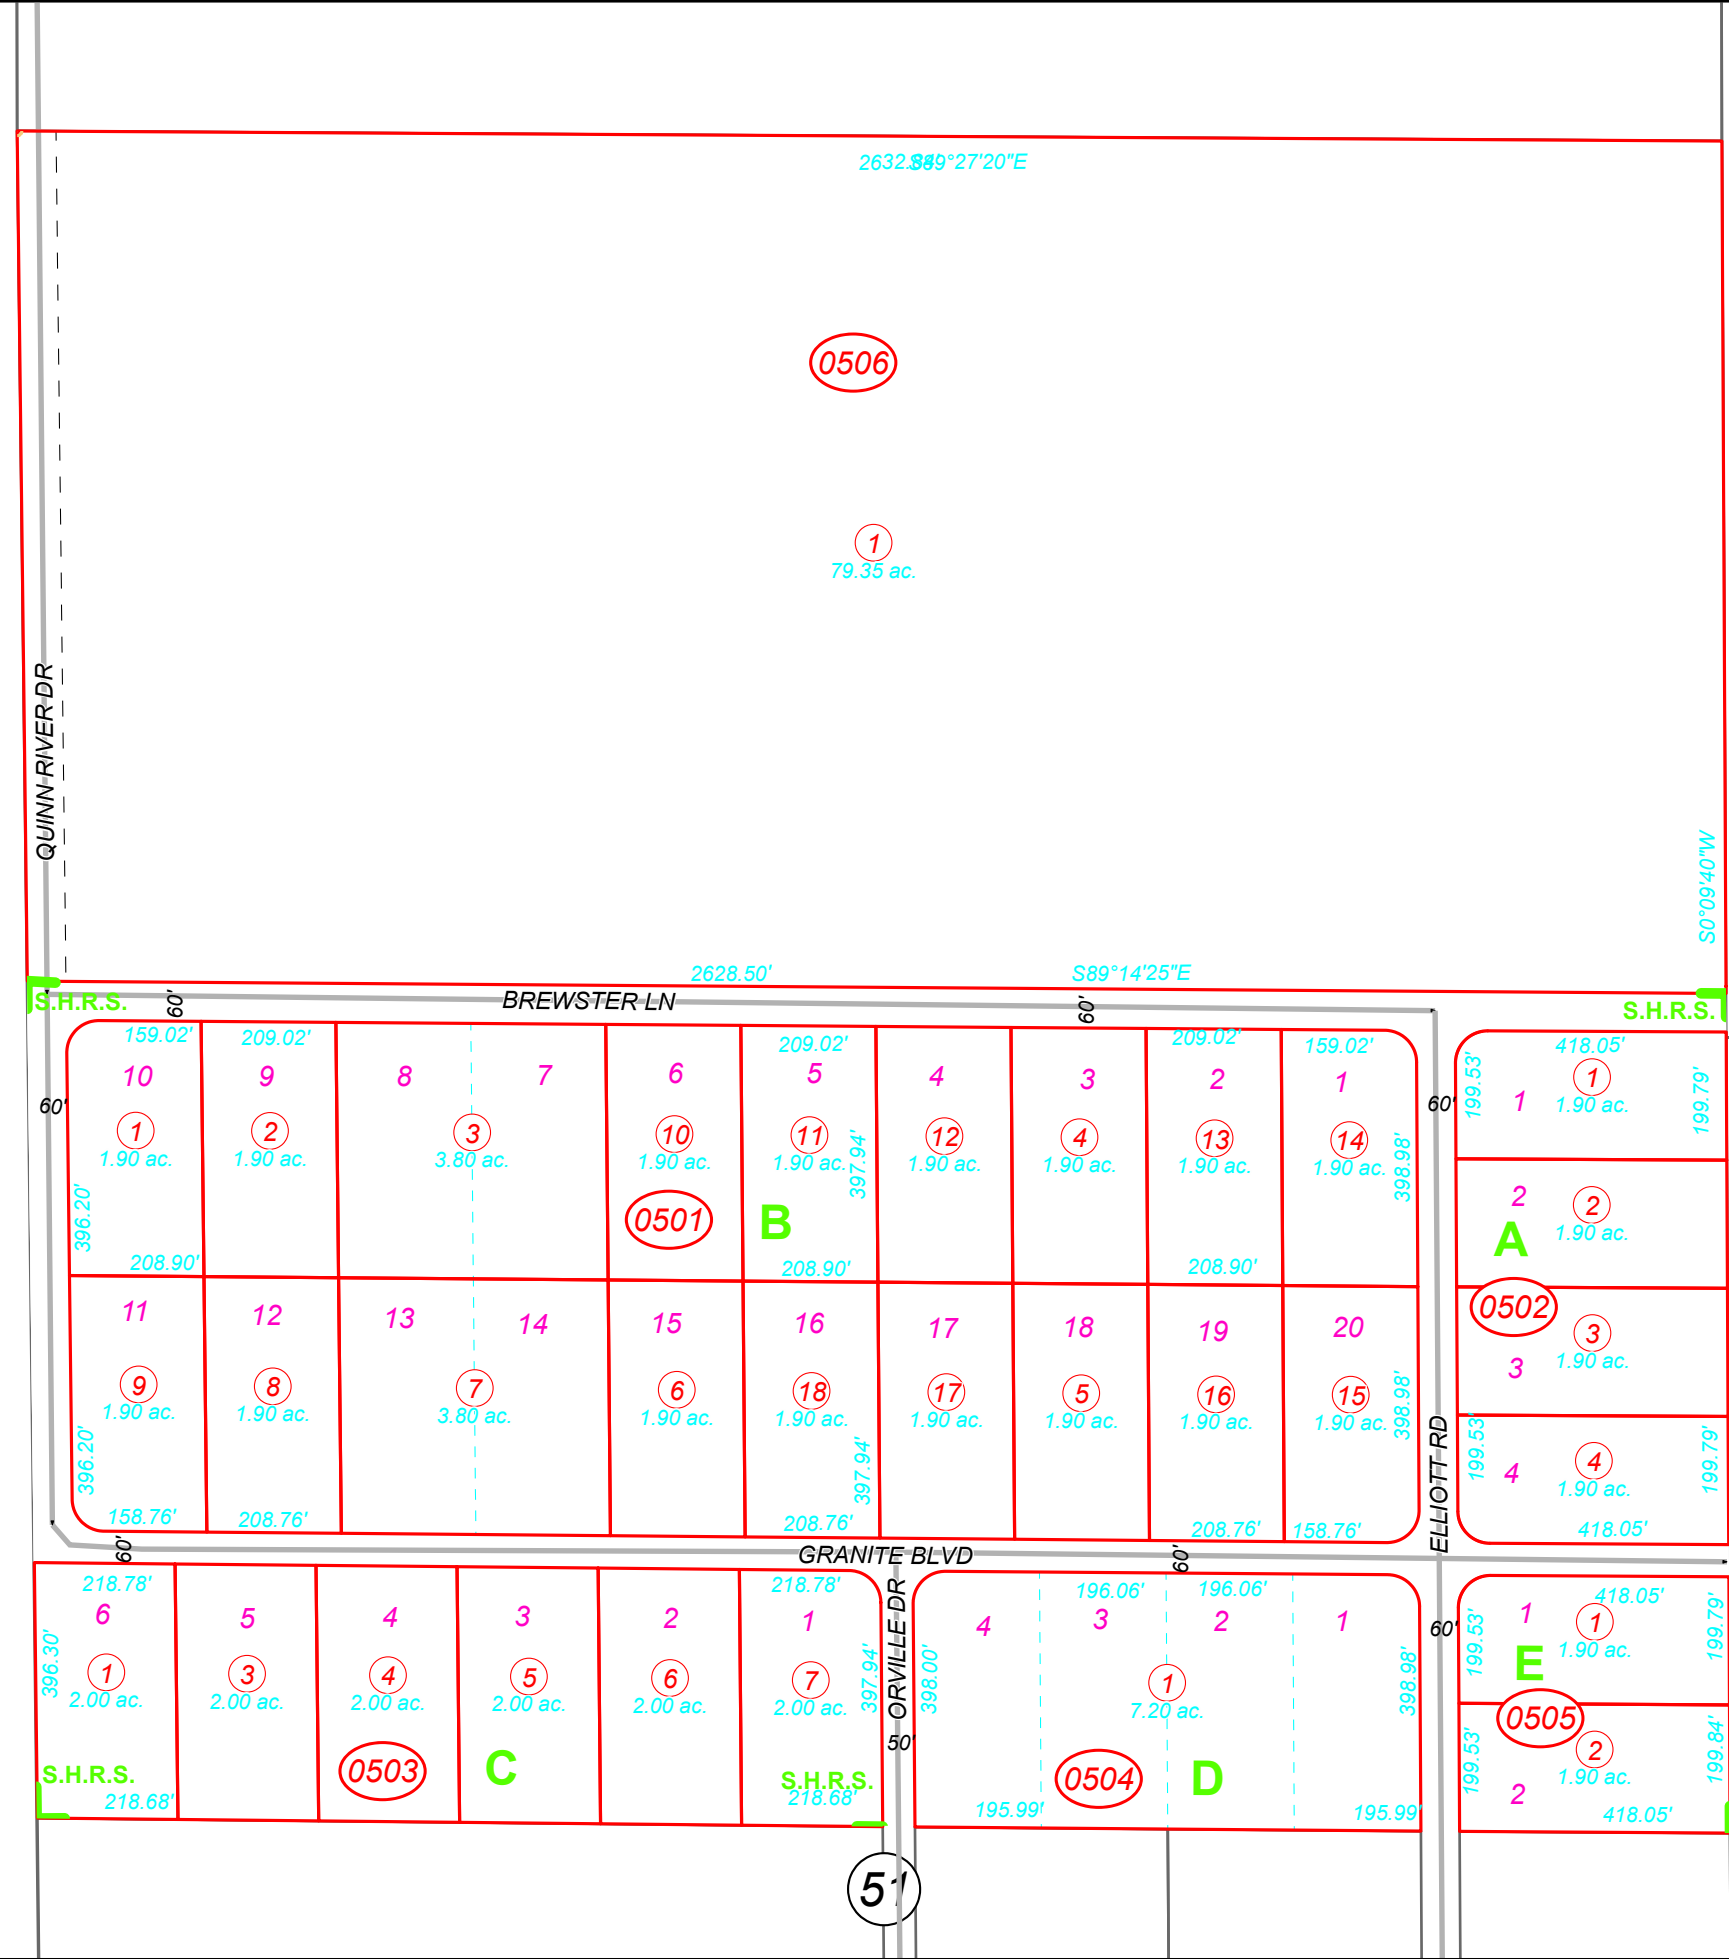 2632.84' S89°27'20"E
0506
1
79.35 ac.
QUINN RIVER DR
S0°09'40"W
2628.50' S89°14'25"E
S.H.R.S. 60' BREWSTER LN 60' S.H.R.S.
159.02' 209.02' 209.02' 209.02' 159.02' 418.05'
10 9 8 7 6 5 4 3 2 1
60' 60' 199.53' 1 1 199.79'
1.90 ac.
1 2 3 10 11 12 4 13 14
1.90 ac. 1.90 ac. 3.80 ac. 1.90 ac. 1.90 ac. 1.90 ac. 1.90 ac. 1.90 ac. 1.90 ac.
396.20' 397.94' 398.98'
0501 B
2 2
1.90 ac.
A
208.90' 208.90' 208.90'
0502
11 12 13 14 15 16 17 18 19 20
3 3
1.90 ac.
9 8 7 6 18 17 5 16 15
1.90 ac. 1.90 ac. 3.80 ac. 1.90 ac. 1.90 ac. 1.90 ac. 1.90 ac. 1.90 ac. 1.90 ac.
396.20' 397.94' 398.98'
ELLIOTT RD
199.53' 4 4 199.79'
1.90 ac.
158.76' 208.76' 208.76' 208.76' 158.76' 418.05'
60' GRANITE BLVD 60'
218.78' 218.78' 196.06' 196.06' 418.05'
6 5 4 3 2 1
ORVILLE DR
4 3 2 1
60' 199.53' 1 1 199.79'
E 1.90 ac.
396.30' 1 3 4 5 6 7 397.94' 398.00' 1 398.98'
2.00 ac. 2.00 ac. 2.00 ac. 2.00 ac. 2.00 ac. 2.00 ac. 7.20 ac.
50'
0505
199.53' 2 199.84'
1.90 ac.
2
S.H.R.S. 0503 C S.H.R.S. 0504 D
218.68' 218.68' 195.99' 195.99' 418.05'
51